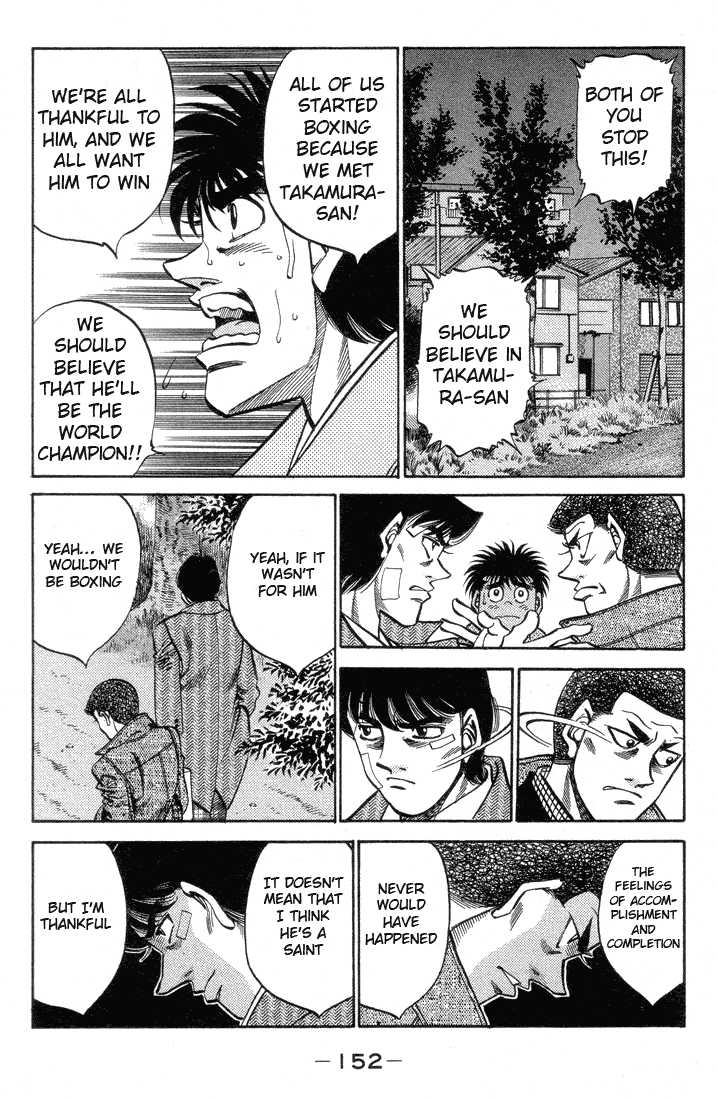 BOTH OF
YOU
STOP
THIS!
WE
SHOULD
BELIEVE IN
TAKAMU-
RA-SAN
ALL OF US
STARTED
BOXING
BECAUSE
WE MET
TAKAMURA-
SAN!
WE'RE ALL
THANKFUL TO
HIM, AND WE
ALL WANT
HIM TO WIN
WE
SHOULD
BELIEVE
THAT HE'LL
BE THE
WORLD
CHAMPION!!
YEAH, IF IT
WASN'T
FOR HIM
YEAH... WE
WOULDN'T
BE BOXING
THE
FEELINGS
OF ACCOM-
PLISHMENT
AND
COMPLETION
NEVER
WOULD
HAVE
HAPPENED
IT DOESN'T
MEAN THAT
I THINK
HE'S A
SAINT
BUT I'M
THANKFUL
-152-